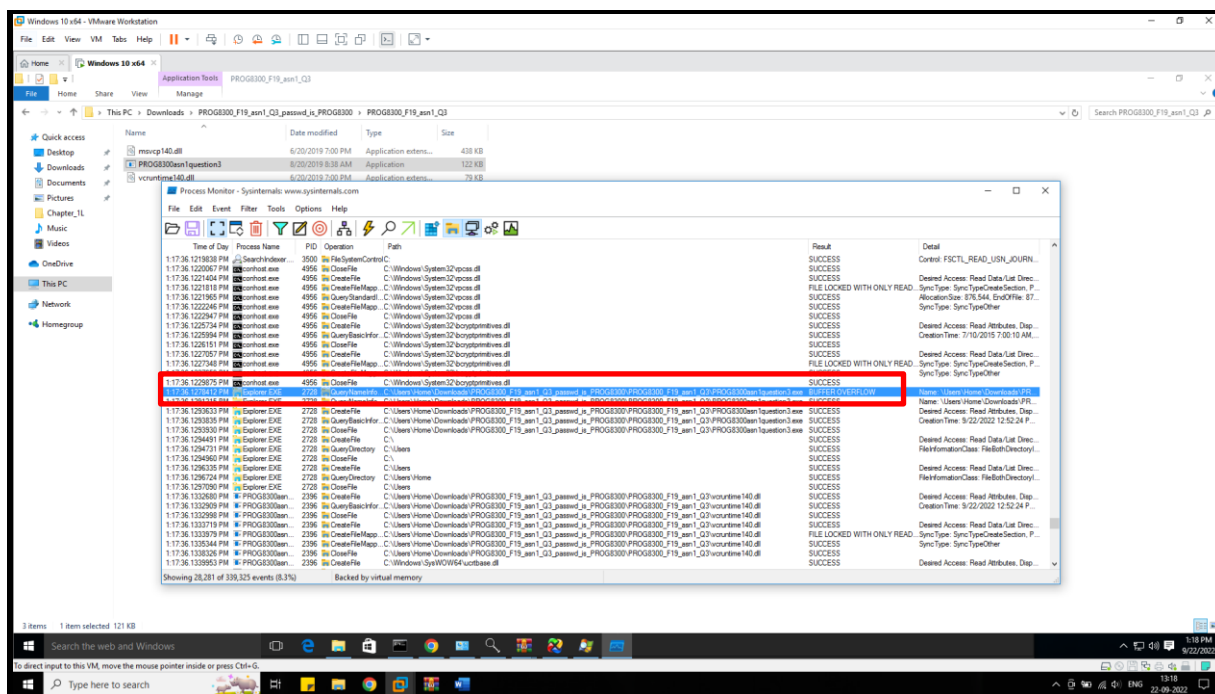 Windows 10 x64 - VMware Workstation
File Edit View VM Tabs Help
Home Windows 10 x64
Application Tools PROG8300_F19_asn1_Q3
File Home Share View Manage
This PC > Downloads > PROG8300_F19_asn1_Q3_passwd_is_PROG8300 > PROG8300_F19_asn1_Q3 Search PROG8300_F19_asn1_Q3
Name Date modified Type Size
Quick access
Desktop
Downloads
Documents
Pictures
Chapter_1L
Music
Videos
OneDrive
This PC
Network
Homegroup
msvcp140.dll 6/20/2019 7:00 PM Application extens... 438 KB
PROG8300asn1question3 8/20/2019 8:38 AM Application 122 KB
vcruntime140.dll 6/20/2019 7:00 PM Application extens... 79 KB
Process Monitor - Sysinternals: www.sysinternals.com
File Edit Event Filter Tools Options Help
Time of Day Process Name PID Operation Path Result Detail
1:17:36.1219838 PM SearchIndexer... 3500 FileSystemControl C: SUCCESS Control: FSCTL_READ_USN_JOURN...
1:17:36.1220067 PM conhost.exe 4956 CloseFile C:\Windows\System32\rpcss.dll SUCCESS
1:17:36.1221404 PM conhost.exe 4956 CreateFile C:\Windows\System32\rpcss.dll SUCCESS Desired Access: Read Data/List Direc...
1:17:36.1221818 PM conhost.exe 4956 CreateFileMapp... C:\Windows\System32\rpcss.dll FILE LOCKED WITH ONLY READ... SyncType: SyncTypeCreateSection, P...
1:17:36.1221965 PM conhost.exe 4956 QueryStandardI... C:\Windows\System32\rpcss.dll SUCCESS AllocationSize: 876,544, EndOfFile: 87...
1:17:36.1222246 PM conhost.exe 4956 CreateFileMapp... C:\Windows\System32\rpcss.dll SUCCESS SyncType: SyncTypeOther
1:17:36.1222947 PM conhost.exe 4956 CloseFile C:\Windows\System32\rpcss.dll SUCCESS
1:17:36.1225734 PM conhost.exe 4956 CreateFile C:\Windows\System32\bcryptprimitives.dll SUCCESS Desired Access: Read Attributes, Disp...
1:17:36.1225994 PM conhost.exe 4956 QueryBasicInfor... C:\Windows\System32\bcryptprimitives.dll SUCCESS CreationTime: 7/10/2015 7:00:10 AM,...
1:17:36.1226151 PM conhost.exe 4956 CloseFile C:\Windows\System32\bcryptprimitives.dll SUCCESS
1:17:36.1227057 PM conhost.exe 4956 CreateFile C:\Windows\System32\bcryptprimitives.dll SUCCESS Desired Access: Read Data/List Direc...
1:17:36.1227348 PM conhost.exe 4956 CreateFileMapp... C:\Windows\System32\bcryptprimitives.dll FILE LOCKED WITH ONLY READ... SyncType: SyncTypeCreateSection, P...
SyncType: SyncTypeOther
1:17:36.1229875 PM conhost.exe 4956 CloseFile C:\Windows\System32\bcryptprimitives.dll SUCCESS
1:17:36.1278412 PM Explorer.EXE 2728 QueryNameInfo... C:\Users\Home\Downloads\PROG8300_F19_asn1_Q3_passwd_is_PROG8300\PROG8300_F19_asn1_Q3\PROG8300asn1question3.exe BUFFER OVERFLOW Name: \Users\Home\Downloads\PR...
Name: \Users\Home\Downloads\PR...
1:17:36.1293633 PM Explorer.EXE 2728 CreateFile C:\Users\Home\Downloads\PROG8300_F19_asn1_Q3_passwd_is_PROG8300\PROG8300_F19_asn1_Q3\PROG8300asn1question3.exe SUCCESS Desired Access: Read Attributes, Disp...
1:17:36.1293835 PM Explorer.EXE 2728 QueryBasicInfor... C:\Users\Home\Downloads\PROG8300_F19_asn1_Q3_passwd_is_PROG8300\PROG8300_F19_asn1_Q3\PROG8300asn1question3.exe SUCCESS CreationTime: 9/22/2022 12:52:24 P...
1:17:36.1293930 PM Explorer.EXE 2728 CloseFile C:\Users\Home\Downloads\PROG8300_F19_asn1_Q3_passwd_is_PROG8300\PROG8300_F19_asn1_Q3\PROG8300asn1question3.exe SUCCESS
1:17:36.1294491 PM Explorer.EXE 2728 CreateFile C:\ SUCCESS Desired Access: Read Data/List Direc...
1:17:36.1294731 PM Explorer.EXE 2728 QueryDirectory C:\Users SUCCESS FileInformationClass: FileBothDirectoryI...
1:17:36.1294960 PM Explorer.EXE 2728 CloseFile C:\ SUCCESS
1:17:36.1296335 PM Explorer.EXE 2728 CreateFile C:\Users SUCCESS Desired Access: Read Data/List Direc...
1:17:36.1296724 PM Explorer.EXE 2728 QueryDirectory C:\Users\Home SUCCESS FileInformationClass: FileBothDirectoryI...
1:17:36.1297090 PM Explorer.EXE 2728 CloseFile C:\Users SUCCESS
1:17:36.1332680 PM PROG8300asn... 2396 CreateFile C:\Users\Home\Downloads\PROG8300_F19_asn1_Q3_passwd_is_PROG8300\PROG8300_F19_asn1_Q3\vcruntime140.dll SUCCESS Desired Access: Read Attributes, Disp...
1:17:36.1332909 PM PROG8300asn... 2396 QueryBasicInfor... C:\Users\Home\Downloads\PROG8300_F19_asn1_Q3_passwd_is_PROG8300\PROG8300_F19_asn1_Q3\vcruntime140.dll SUCCESS CreationTime: 9/22/2022 12:52:24 P...
1:17:36.1332998 PM PROG8300asn... 2396 CloseFile C:\Users\Home\Downloads\PROG8300_F19_asn1_Q3_passwd_is_PROG8300\PROG8300_F19_asn1_Q3\vcruntime140.dll SUCCESS
1:17:36.1333719 PM PROG8300asn... 2396 CreateFile C:\Users\Home\Downloads\PROG8300_F19_asn1_Q3_passwd_is_PROG8300\PROG8300_F19_asn1_Q3\vcruntime140.dll SUCCESS Desired Access: Read Data/List Direc...
1:17:36.1333979 PM PROG8300asn... 2396 CreateFileMapp... C:\Users\Home\Downloads\PROG8300_F19_asn1_Q3_passwd_is_PROG8300\PROG8300_F19_asn1_Q3\vcruntime140.dll FILE LOCKED WITH ONLY READ... SyncType: SyncTypeCreateSection, P...
1:17:36.1335344 PM PROG8300asn... 2396 CreateFileMapp... C:\Users\Home\Downloads\PROG8300_F19_asn1_Q3_passwd_is_PROG8300\PROG8300_F19_asn1_Q3\vcruntime140.dll SUCCESS SyncType: SyncTypeOther
1:17:36.1338326 PM PROG8300asn... 2396 CloseFile C:\Users\Home\Downloads\PROG8300_F19_asn1_Q3_passwd_is_PROG8300\PROG8300_F19_asn1_Q3\vcruntime140.dll SUCCESS
1:17:36.1339953 PM PROG8300asn... 2396 CreateFile C:\Windows\SysWOW64\ucrtbase.dll SUCCESS Desired Access: Read Attributes, Disp...
Showing 28,281 of 339,325 events (8.3%) Backed by virtual memory
3 items 1 item selected 121 KB
Search the web and Windows 1:18 PM
9/22/2022
To direct input to this VM, move the mouse pointer inside or press Ctrl+G.
Type here to search ENG 13:18
22-09-2022